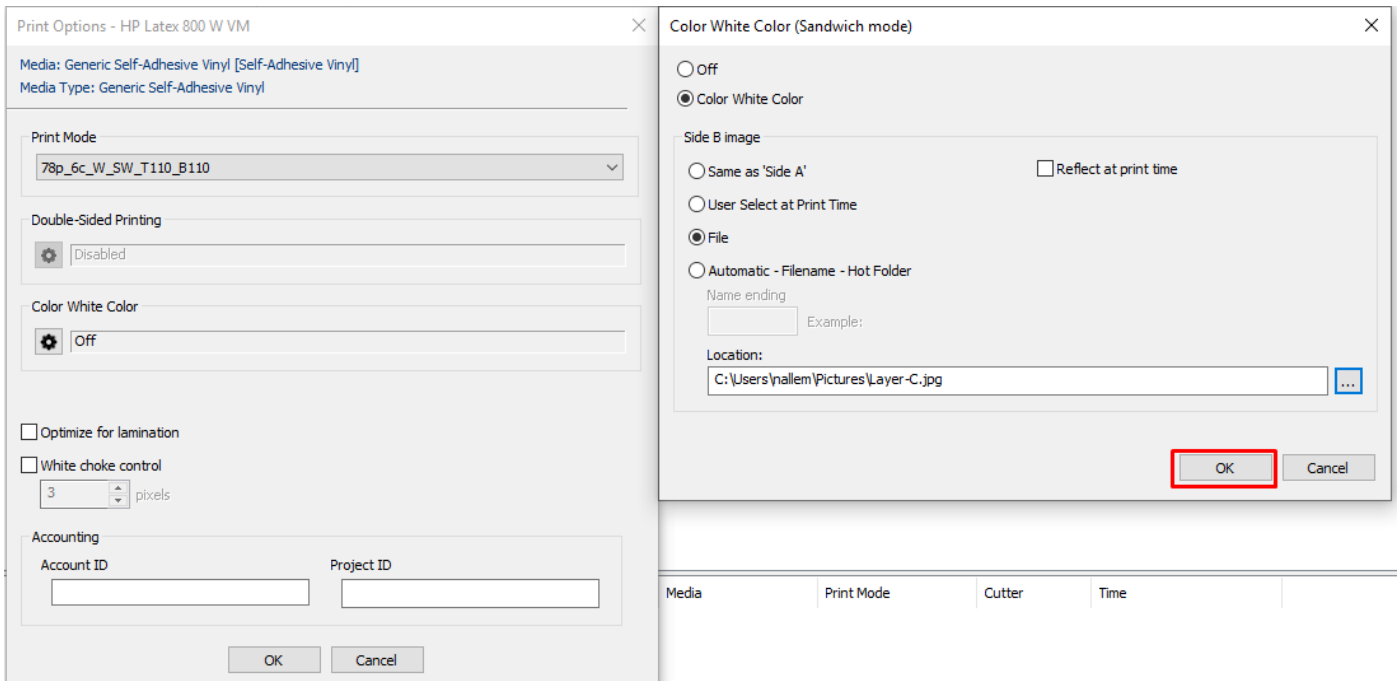 Print Options - HP Latex 800 W VM
Media: Generic Self-Adhesive Vinyl [Self-Adhesive Vinyl]
Media Type: Generic Self-Adhesive Vinyl
Print Mode
78p_6c_W_SW_T110_B110
Double-Sided Printing
Disabled
Color White Color
Off
Optimize for lamination
White choke control
3 pixels
Accounting
Account ID Project ID
OK Cancel
Color White Color (Sandwich mode)
Off
Color White Color
Side B image
Same as 'Side A' Reflect at print time
User Select at Print Time
File
Automatic - Filename - Hot Folder
Name ending
Example:
Location:
C:\Users\nallem\Pictures\Layer-C.jpg ...
OK Cancel
Media Print Mode Cutter Time